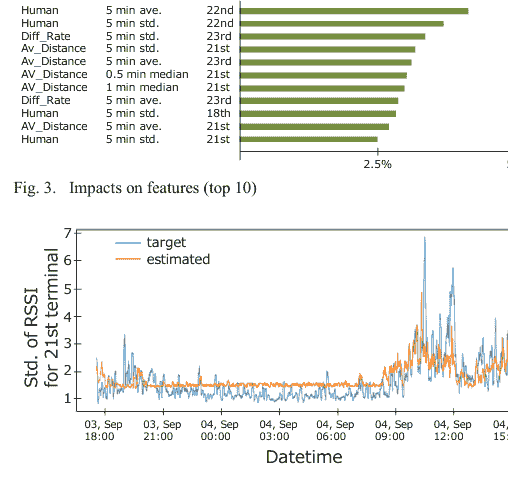 Human 5 min ave. 22nd
Human 5 min std. 22nd
Diff_Rate 5 min std. 23rd
Av_Distance 5 min std. 21st
Av_Distance 5 min ave. 23rd
AV_Distance 0.5 min median 21st
AV_Distance 1 min median 21st
Diff_Rate 5 min ave. 23rd
Human 5 min std. 18th
AV_Distance 5 min ave. 21st
Human 5 min std. 21st
2.5%
Fig. 3. Impacts on features (top 10)
7
6
5
4
3
2
1
Std. of RSSI
for 21st terminal
target
estimated
03, Sep 03, Sep 04, Sep 04, Sep 04, Sep 04, Sep 04, Sep 04,
18:00 21:00 00:00 03:00 06:00 09:00 12:00 15:
Datetime